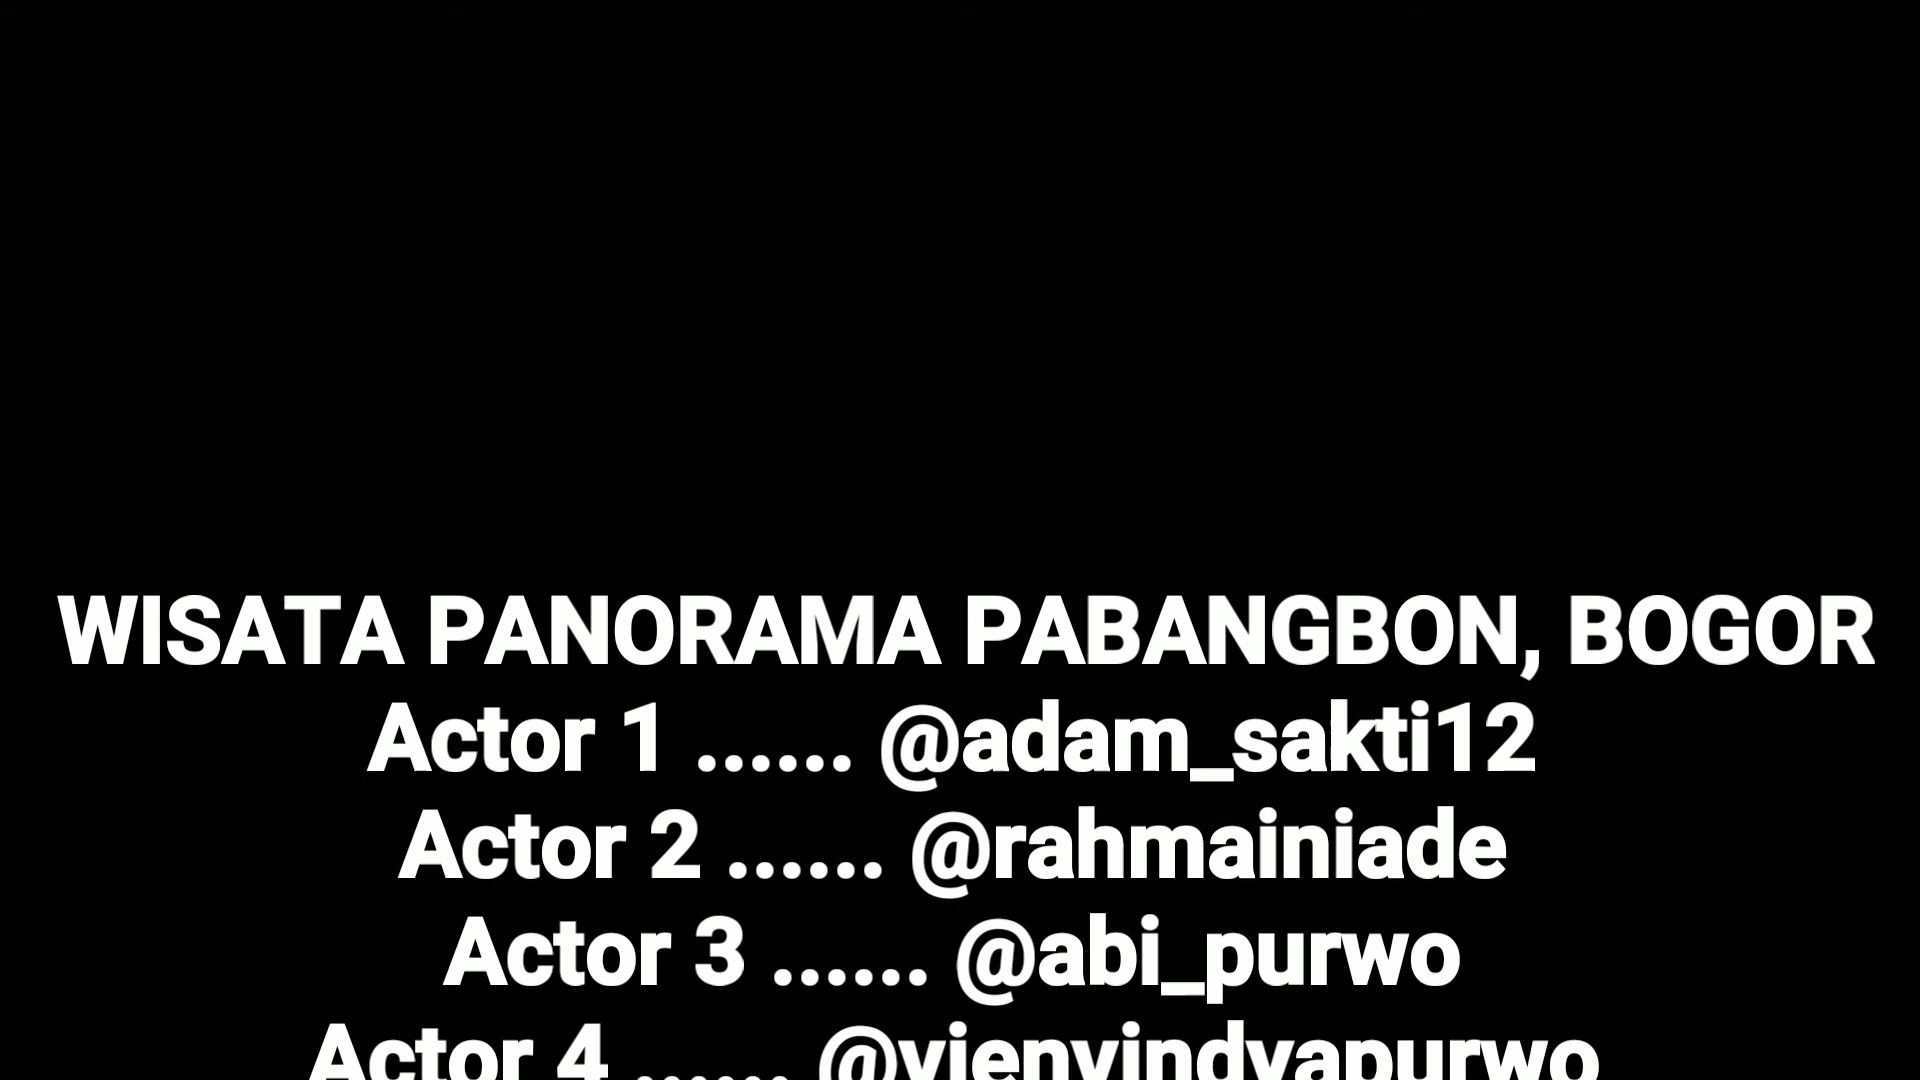 WISATA PANORAMA PABANGBON, BOGOR
Actor 1 ...... @adam_sakti12
Actor 2 ...... @rahmainiade
Actor 3 ...... @abi_purwo
Actor 4 ......